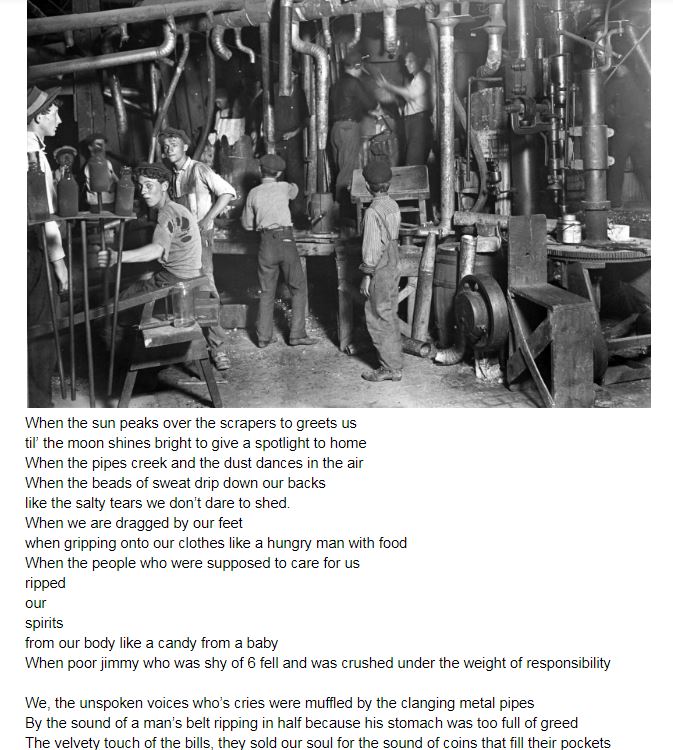 When the sun peaks over the scrapers to greets us
til’ the moon shines bright to give a spotlight to home
When the pipes creek and the dust dances in the air
When the beads of sweat drip down our backs
like the salty tears we don’t dare to shed.
When we are dragged by our feet
when gripping onto our clothes like a hungry man with food
When the people who were supposed to care for us
ripped
our
spirits
from our body like a candy from a baby
When poor jimmy who was shy of 6 fell and was crushed under the weight of responsibility
We, the unspoken voices who’s cries were muffled by the clanging metal pipes
By the sound of a man’s belt ripping in half because his stomach was too full of greed
The velvety touch of the bills, they sold our soul for the sound of coins that fill their pockets